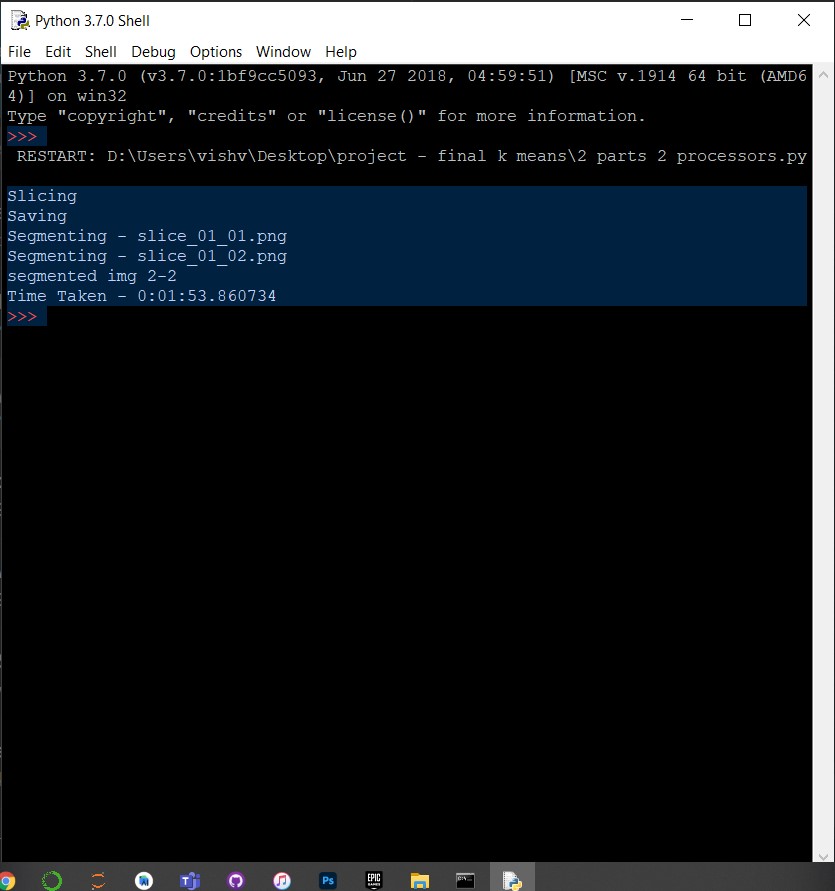 Python 3.7.0 Shell
File Edit Shell Debug Options Window Help
Python 3.7.0 (v3.7.0:1bf9cc5093, Jun 27 2018, 04:59:51) [MSC v.1914 64 bit (AMD6
4)] on win32
Type "copyright", "credits" or "license()" for more information.
>>>
RESTART: D:\Users\vishv\Desktop\project - final k means\2 parts 2 processors.py
Slicing
Saving
Segmenting - slice_01_01.png
Segmenting - slice_01_02.png
segmented img 2-2
Time Taken - 0:01:53.860734
>>>
Ps
EPIC
GAMES